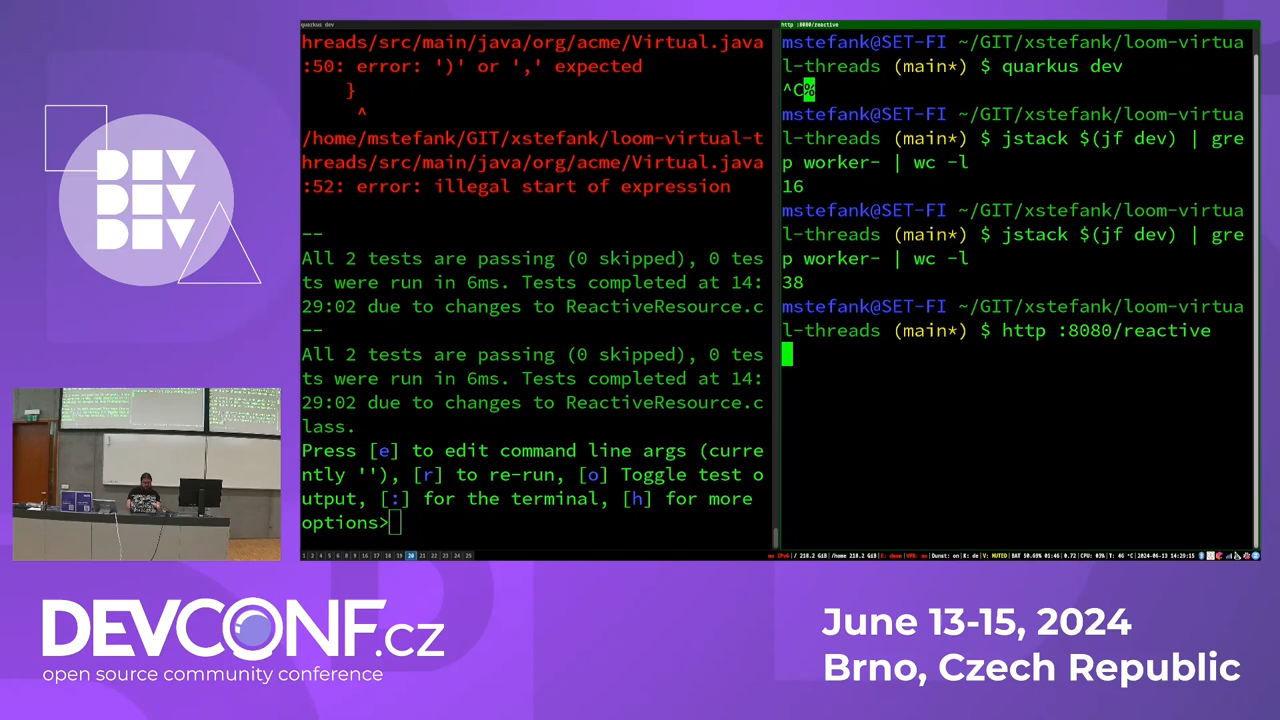 quarkus dev
hreads/src/main/java/org/acme/Virtual.java
:50: error: ')' or ',' expected
}
^
/home/mstefank/GIT/xstefank/loom-virtual-t
hreads/src/main/java/org/acme/Virtual.java
:52: error: illegal start of expression
--
All 2 tests are passing (0 skipped), 0 tes
ts were run in 6ms. Tests completed at 14:
29:02 due to changes to ReactiveResource.c
--
All 2 tests are passing (0 skipped), 0 tes
ts were run in 6ms. Tests completed at 14:
29:02 due to changes to ReactiveResource.c
lass.
Press [e] to edit command line args (curre
ntly ''), [r] to re-run, [o] Toggle test o
utput, [:] for the terminal, [h] for more
options>
http :8080/reactive
mstefank@SET-FI ~/GIT/xstefank/loom-virtua
l-threads (main*) $ quarkus dev
^C%
mstefank@SET-FI ~/GIT/xstefank/loom-virtua
l-threads (main*) $ jstack $(jf dev) | gre
p worker- | wc -l
16
mstefank@SET-FI ~/GIT/xstefank/loom-virtua
l-threads (main*) $ jstack $(jf dev) | gre
p worker- | wc -l
38
mstefank@SET-FI ~/GIT/xstefank/loom-virtua
l-threads (main*) $ http :8080/reactive
DEV
DEV
DEV
DEVCONF.cz
open source community conference
June 13-15, 2024
Brno, Czech Republic